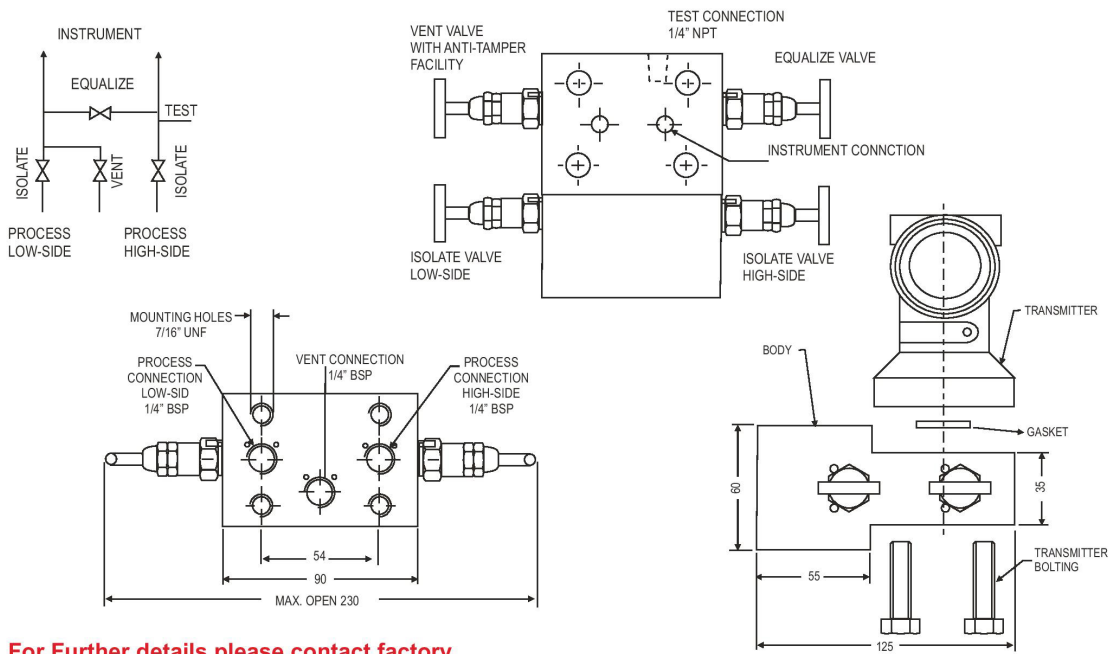 INSTRUMENT
EQUALIZE
TEST
ISOLATE
VENT
ISOLATE
PROCESS
LOW-SIDE
PROCESS
HIGH-SIDE
VENT VALVE
WITH ANTI-TAMPER
FACILITY
TEST CONNECTION
1/4” NPT
EQUALIZE VALVE
INSTRUMENT CONNCTION
ISOLATE VALVE
LOW-SIDE
ISOLATE VALVE
HIGH-SIDE
MOUNTING HOLES
7/16” UNF
PROCESS
CONNECTION
LOW-SID
1/4” BSP
VENT CONNECTION
1/4” BSP
PROCESS
CONNECTION
HIGH-SIDE
1/4” BSP
54
90
MAX. OPEN 230
TRANSMITTER
BODY
GASKET
60
35
55
TRANSMITTER
BOLTING
125
For Further details please contact factory